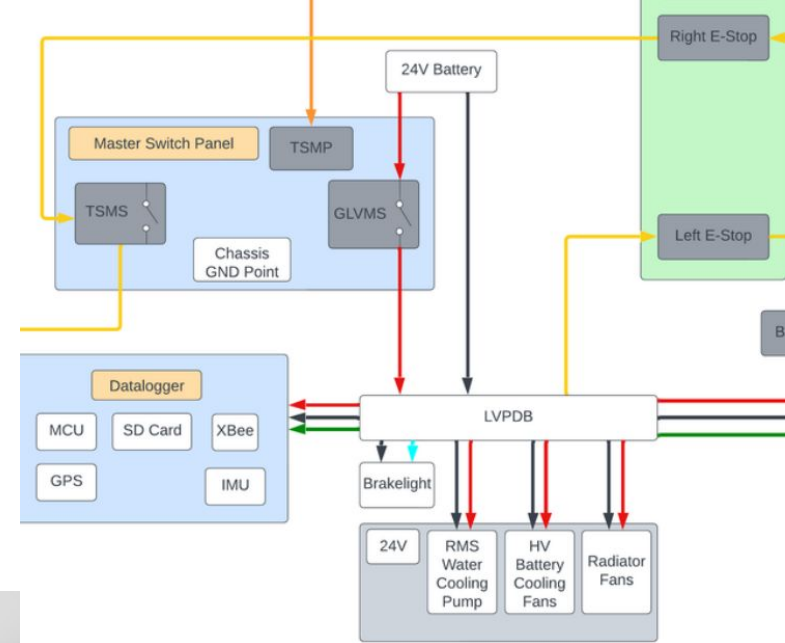 Right E-Stop
24V Battery
Master Switch Panel
TSMP
TSMS
GLVMS
Chassis
GND Point
Left E-Stop
B
Datalogger
MCU
SD Card
XBee
GPS
IMU
LVPDB
Brakelight
24V
RMS
Water
Cooling
Pump
HV
Battery
Cooling
Fans
Radiator
Fans